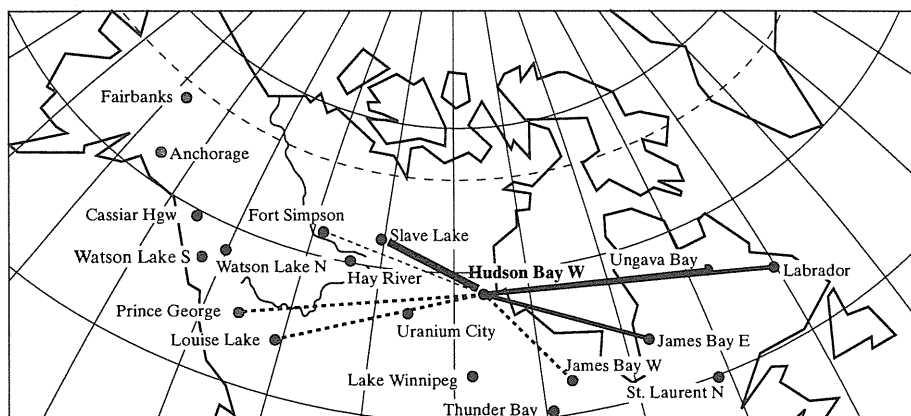 Fairbanks
Anchorage
Cassiar Hgw
Fort Simpson
Slave Lake
Watson Lake S
Watson Lake N
Hay River
Hudson Bay W
Ungava Bay
Labrador
Prince George
Uranium City
Louise Lake
James Bay E
James Bay W
Lake Winnipeg
St. Laurent N
Thunder Bay